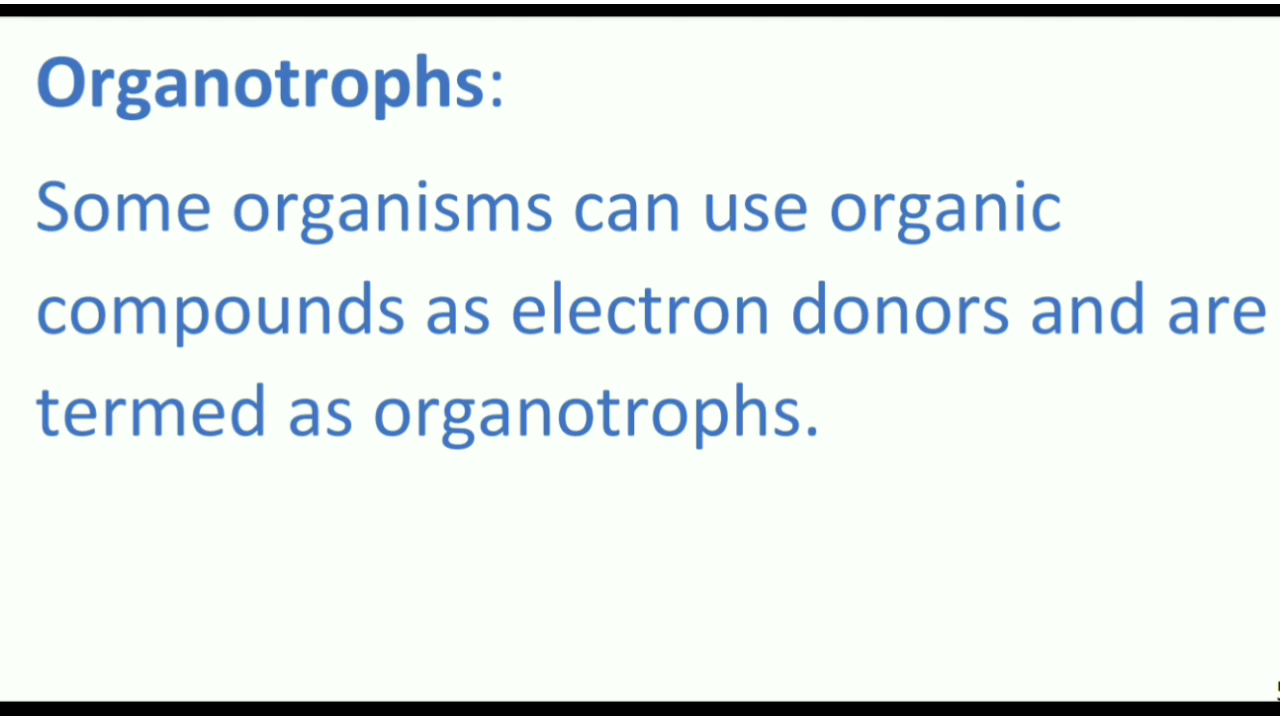 Organotrophs:
Some organisms can use organic
compounds as electron donors and are
termed as organotrophs.